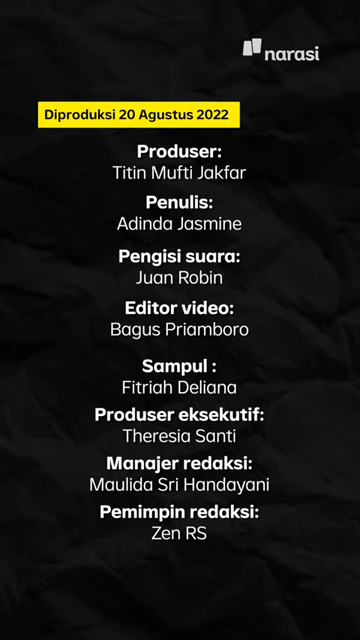 narasi
Diproduksi 20 Agustus 2022
Produser:
Titin Mufti Jakfar
Penulis:
Adinda Jasmine
Pengisi suara:
Juan Robin
Editor video:
Bagus Priamboro
Sampul :
Fitriah Deliana
Produser eksekutif:
Theresia Santi
Manajer redaksi:
Maulida Sri Handayani
Pemimpin redaksi:
Zen RS